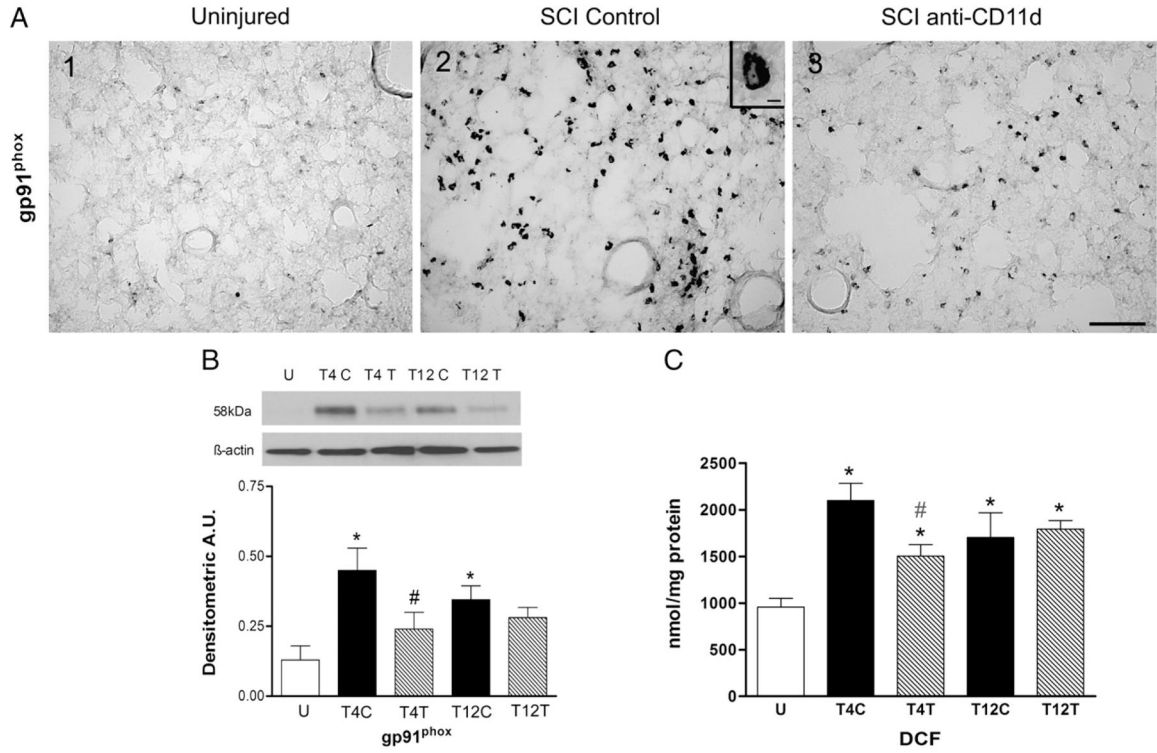 A
Uninjured
SCI Control
SCI anti-CD11d
gp91phox
1
2
3
B
U T4 C T4 T T12 C T12 T
58kDa
ß-actin
Densitometric A.U.
0.75
0.50
0.25
0.00
*
#
*
U T4C T4T T12C T12T
gp91phox
C
nmol/mg protein
2500
2000
1500
1000
500
0
*
#
*
*
*
U T4C T4T T12C T12T
DCF